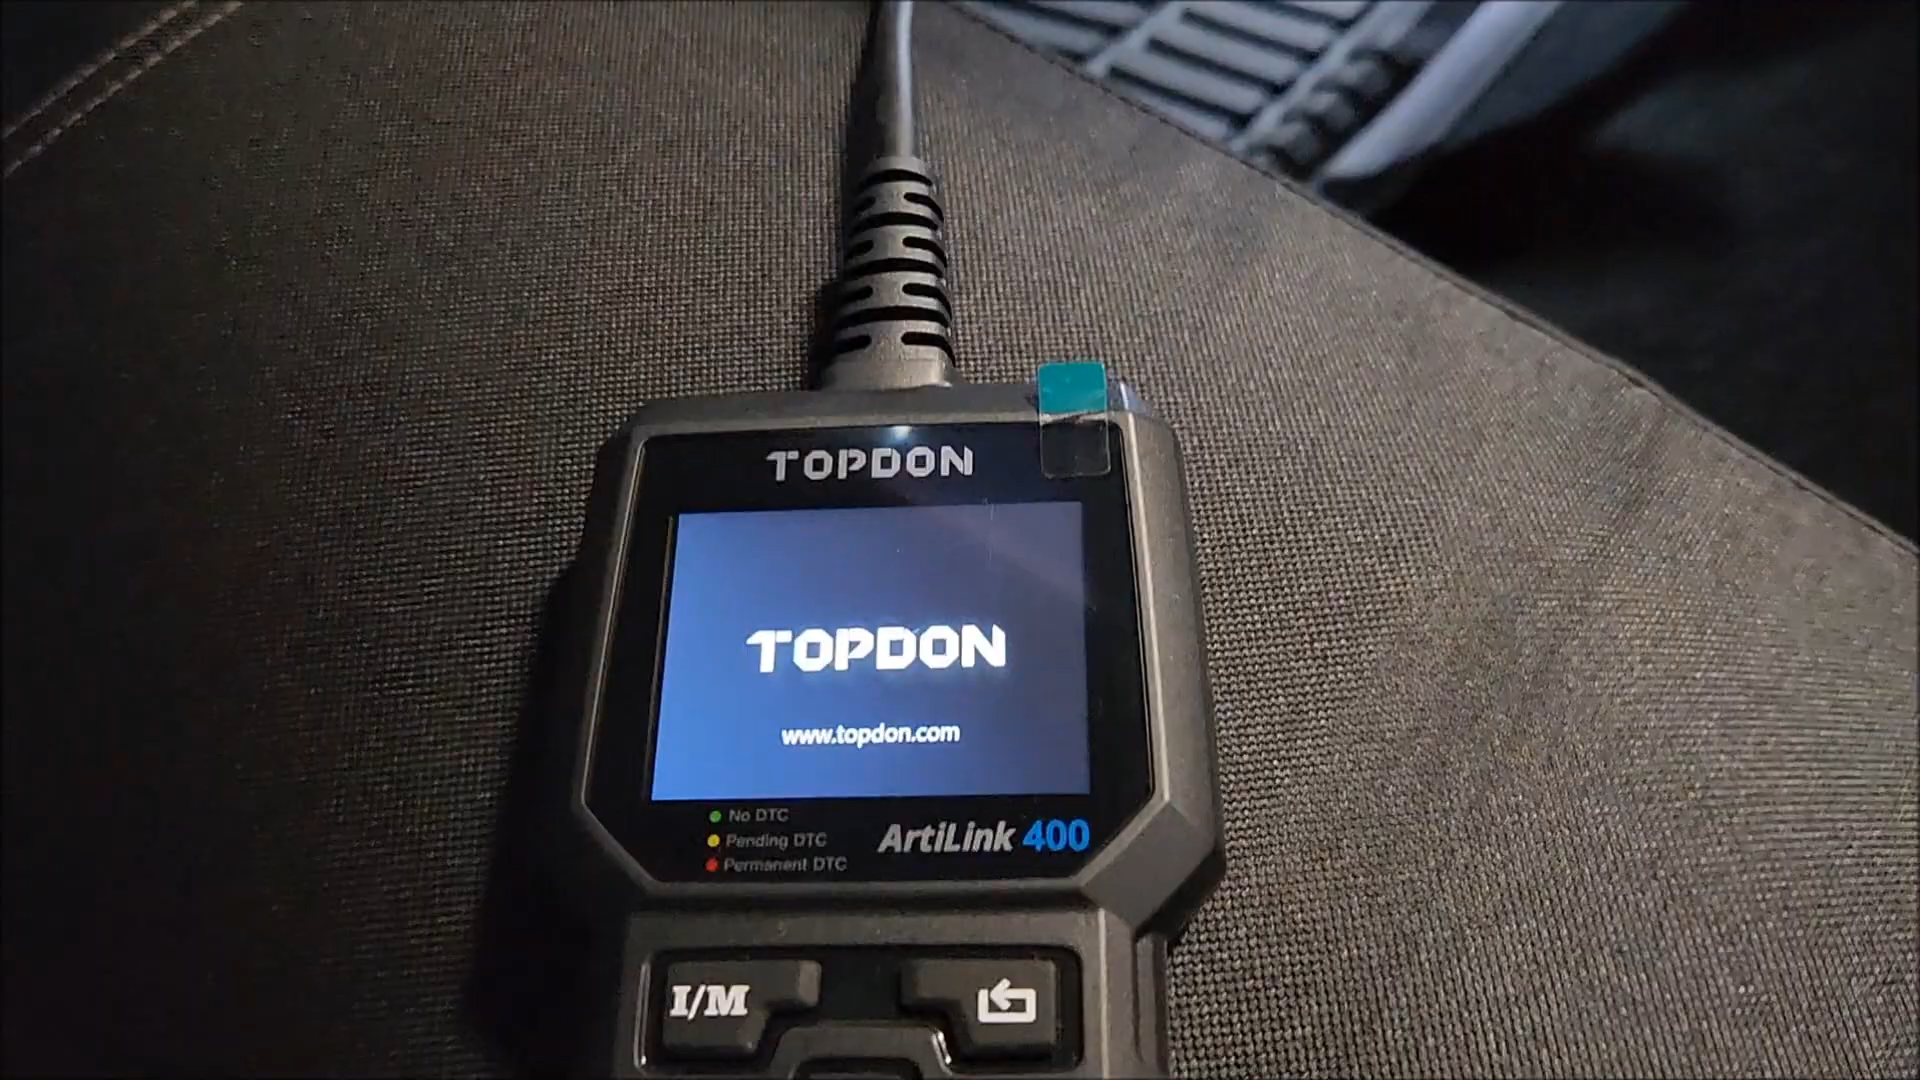 TOPDON
TOPDON
www.topdon.com
No DTC
Pending DTC
Permanent DTC
ArtiLink 400
I/M